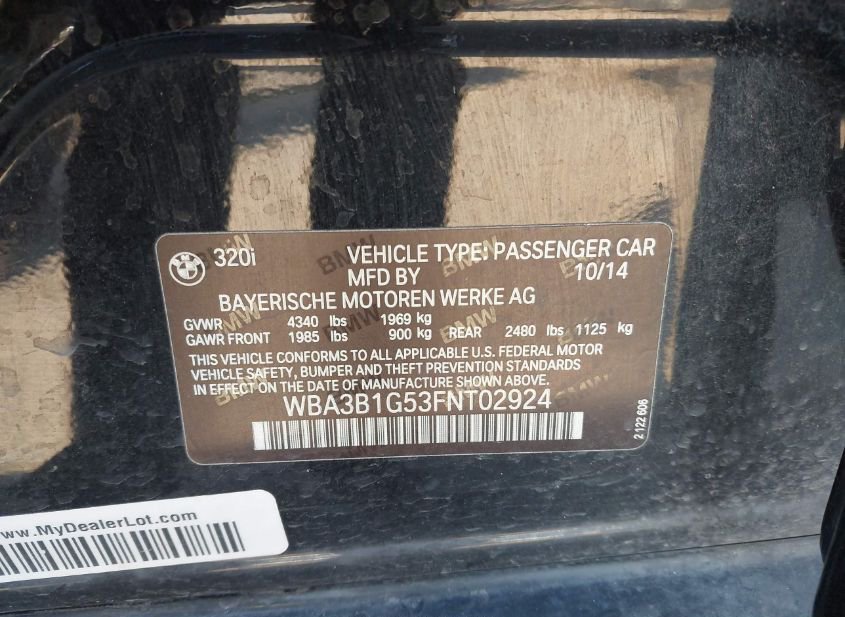 320i VEHICLE TYPE: PASSENGER CAR
MFD BY 10/14
BAYERISCHE MOTOREN WERKE AG
GVWR 4340 lbs 1969 kg
GAWR FRONT 1985 lbs 900 kg REAR 2480 lbs 1125 kg
THIS VEHICLE CONFORMS TO ALL APPLICABLE U.S. FEDERAL MOTOR
VEHICLE SAFETY, BUMPER AND THEFT PREVENTION STANDARDS
IN EFFECT ON THE DATE OF MANUFACTURE SHOWN ABOVE.
WBA3B1G53FNT02924
2 122 606
www.MyDealerLot.com